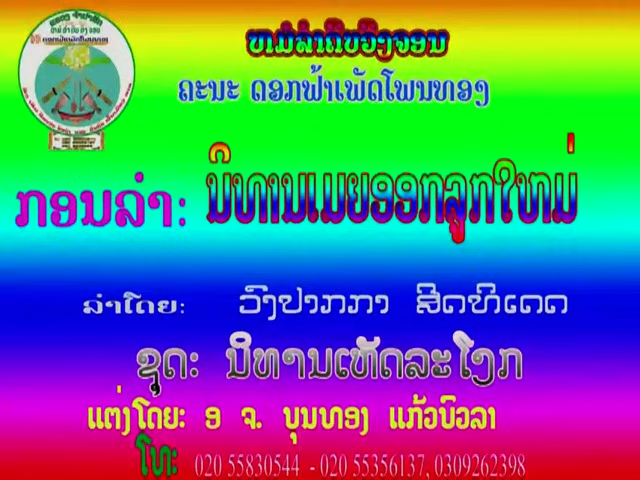 ຫາມໍລຳຄົບວົງຈອນ
ຄະນະ ດອກຟ້າເພັດໂພນທອງ
ກອນລຳ: ນິທານເມຍອອກລູກໃຫມ່
ລຳໂດຍ: ວົງປາກກາ ສິດທິເດດ
ຊຸດ: ນິທານເຫັດລະໂງກ
ແຕ່ງໂດຍ: ອ ຈ. ບຸນທອງ ແກ້ວບົວລາ
ໂທ: 020 55830544 - 020 55356137, 0309262398